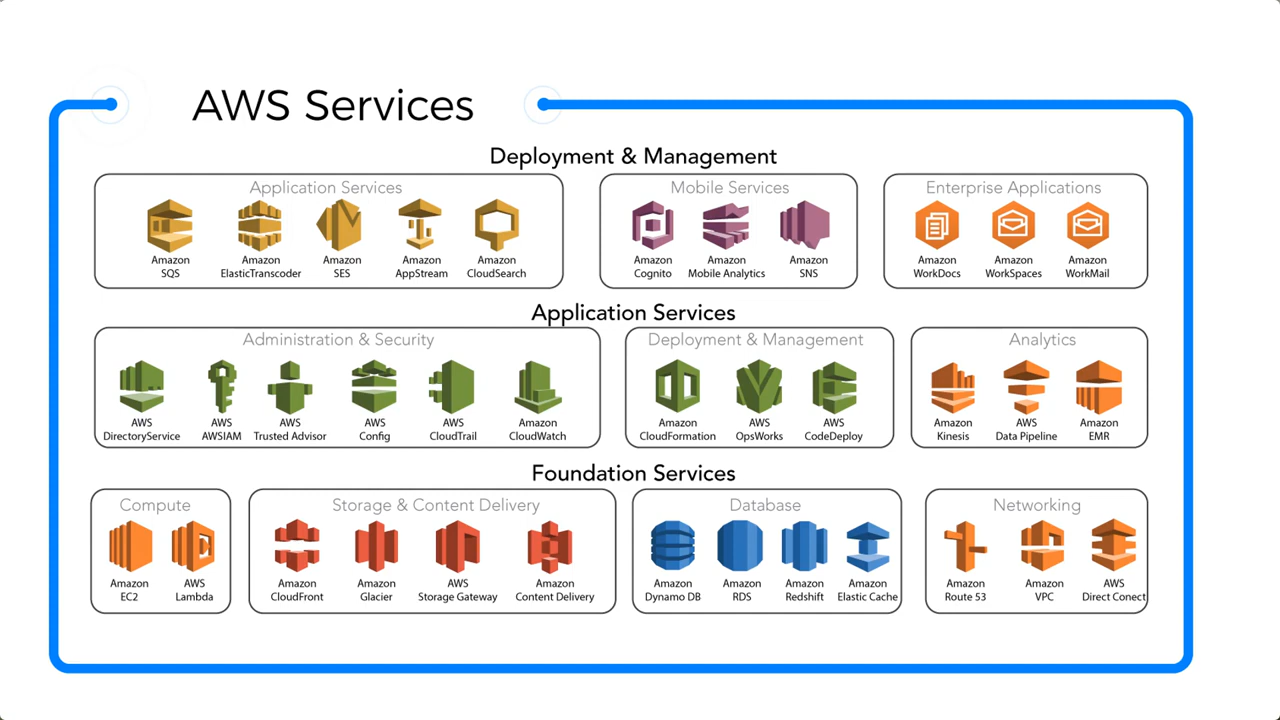 AWS Services
Deployment & Management
Application Services
Amazon
SQS
Amazon
ElasticTranscoder
Amazon
SES
Amazon
AppStream
Amazon
CloudSearch
Mobile Services
Amazon
Cognito
Amazon
Mobile Analytics
Amazon
SNS
Enterprise Applications
Amazon
WorkDocs
Amazon
WorkSpaces
Amazon
WorkMail
Application Services
Administration & Security
AWS
DirectoryService
AWS
AWSIAM
AWS
Trusted Advisor
AWS
Config
AWS
CloudTrail
Amazon
CloudWatch
Deployment & Management
Amazon
CloudFormation
AWS
OpsWorks
AWS
CodeDeploy
Analytics
Amazon
Kinesis
AWS
Data Pipeline
Amazon
EMR
Foundation Services
Compute
Amazon
EC2
AWS
Lambda
Storage & Content Delivery
Amazon
CloudFront
Amazon
Glacier
AWS
Storage Gateway
Amazon
Content Delivery
Database
Amazon
Dynamo DB
Amazon
RDS
Amazon
Redshift
Amazon
Elastic Cache
Networking
Amazon
Route 53
Amazon
VPC
AWS
Direct Conect